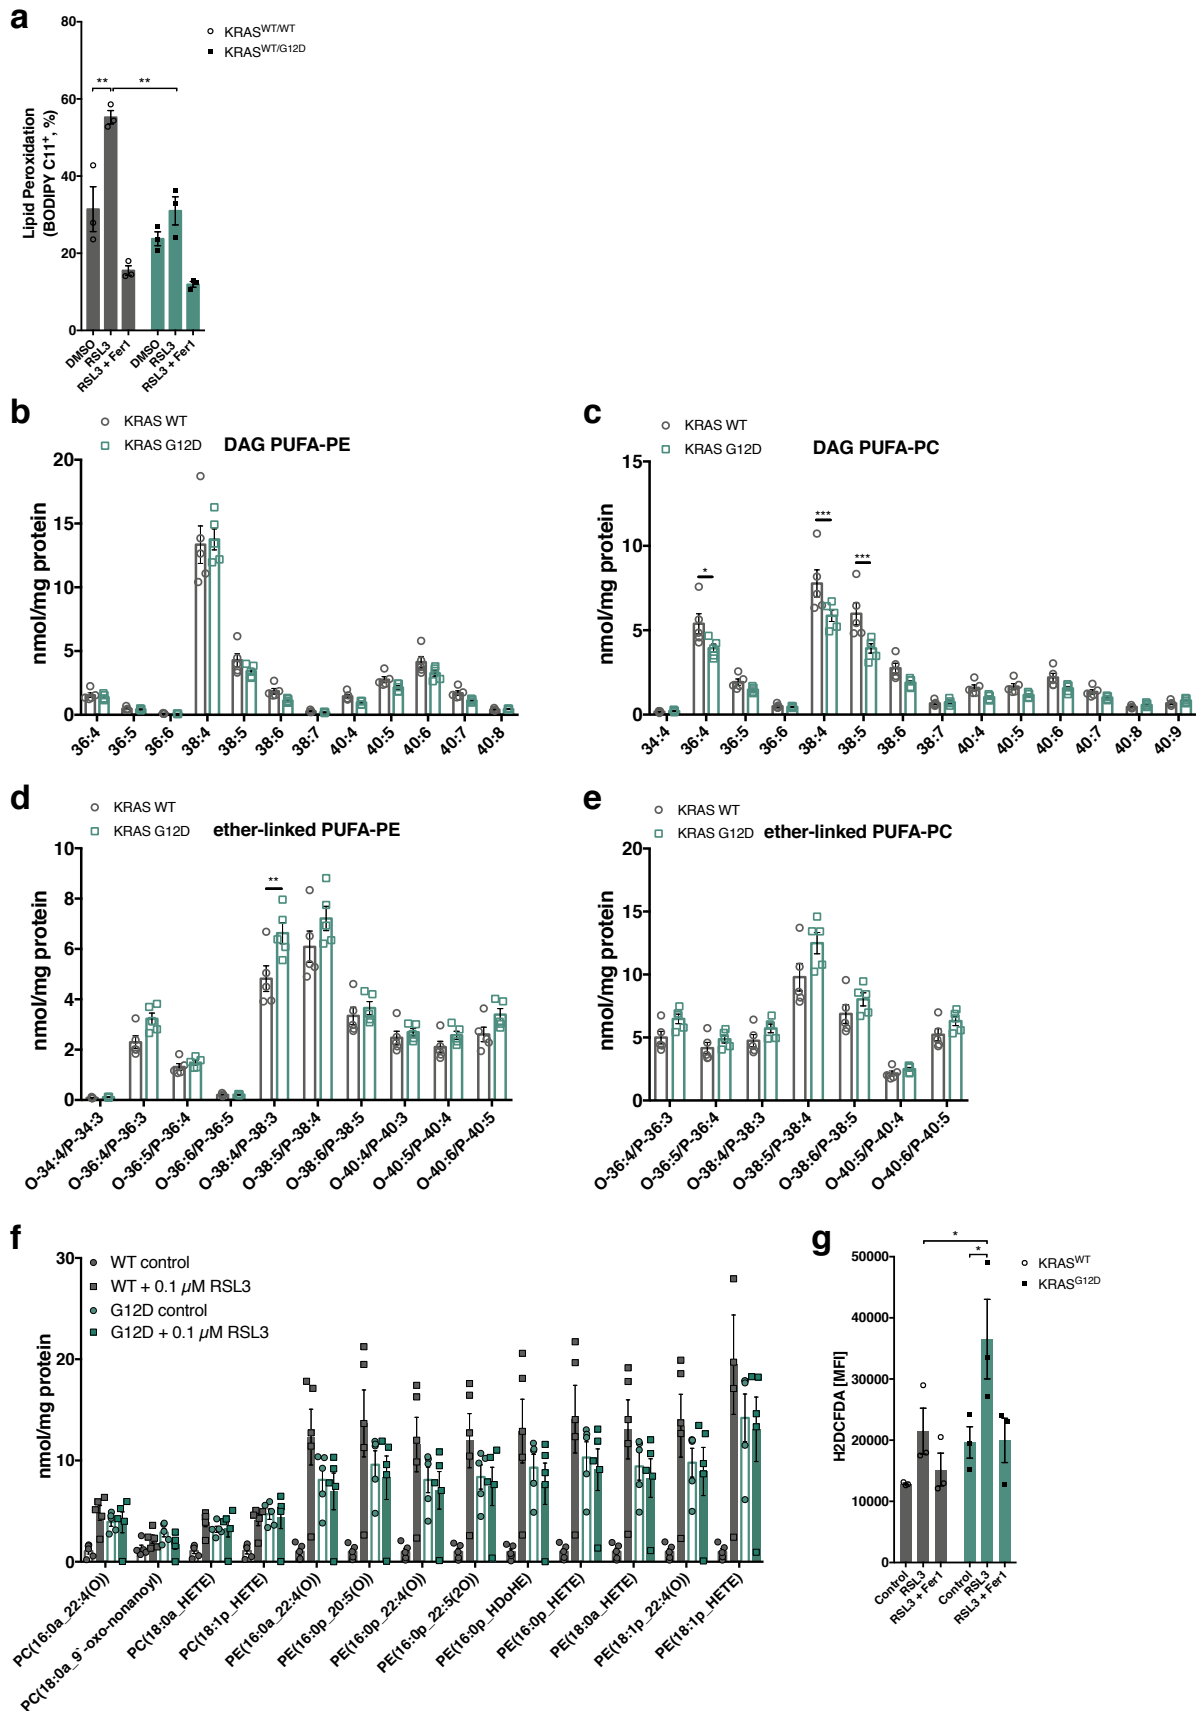 a
80
60
40
20
0
Lipid Peroxidation
(BODIPY C11+, %)
KRASWT/WT
KRASWT/G12D
**
**
DMSO
RSL3
RSL3 + Fer1
DMSO
RSL3
RSL3 + Fer1
b
KRAS WT
KRAS G12D
DAG PUFA-PE
nmol/mg protein
20
15
10
5
0
36:4
36:5
36:6
38:4
38:5
38:6
38:7
40:4
40:5
40:6
40:7
40:8
c
KRAS WT
KRAS G12D
DAG PUFA-PC
nmol/mg protein
15
10
5
0
*
***
***
34:4
36:4
36:5
36:6
38:4
38:5
38:6
38:7
40:4
40:5
40:6
40:7
40:8
40:9
d
KRAS WT
KRAS G12D
ether-linked PUFA-PE
nmol/mg protein
10
8
6
4
2
0
**
O-34:4/P-34:3
O-36:4/P-36:3
O-36:5/P-36:4
O-36:6/P-36:5
O-38:4/P-38:3
O-38:5/P-38:4
O-38:6/P-38:5
O-40:4/P-40:3
O-40:5/P-40:4
O-40:6/P-40:5
e
KRAS WT
KRAS G12D
ether-linked PUFA-PC
nmol/mg protein
20
15
10
5
0
O-36:4/P-36:3
O-36:5/P-36:4
O-38:4/P-38:3
O-38:5/P-38:4
O-38:6/P-38:5
O-40:5/P-40:4
O-40:6/P-40:5
f
WT control
WT + 0.1 µM RSL3
G12D control
G12D + 0.1 µM RSL3
nmol/mg protein
30
20
10
0
PC(16:0a_22:4(O))
PC(18:0a_9`-oxo-nonanoyl)
PC(18:0a_HETE)
PC(18:1p_HETE)
PE(16:0a_22:4(O))
PE(16:0p_20:5(O))
PE(16:0p_22:4(O))
PE(16:0p_22:5(2O))
PE(16:0p_HDoHE)
PE(16:0p_HETE)
PE(18:0a_HETE)
PE(18:1p_22:4(O))
PE(18:1p_HETE)
g
KRASWT
KRASG12D
H2DCFDA [MFI]
50000
40000
30000
20000
10000
0
*
*
Control
RSL3
RSL3 + Fer1
Control
RSL3
RSL3 + Fer1